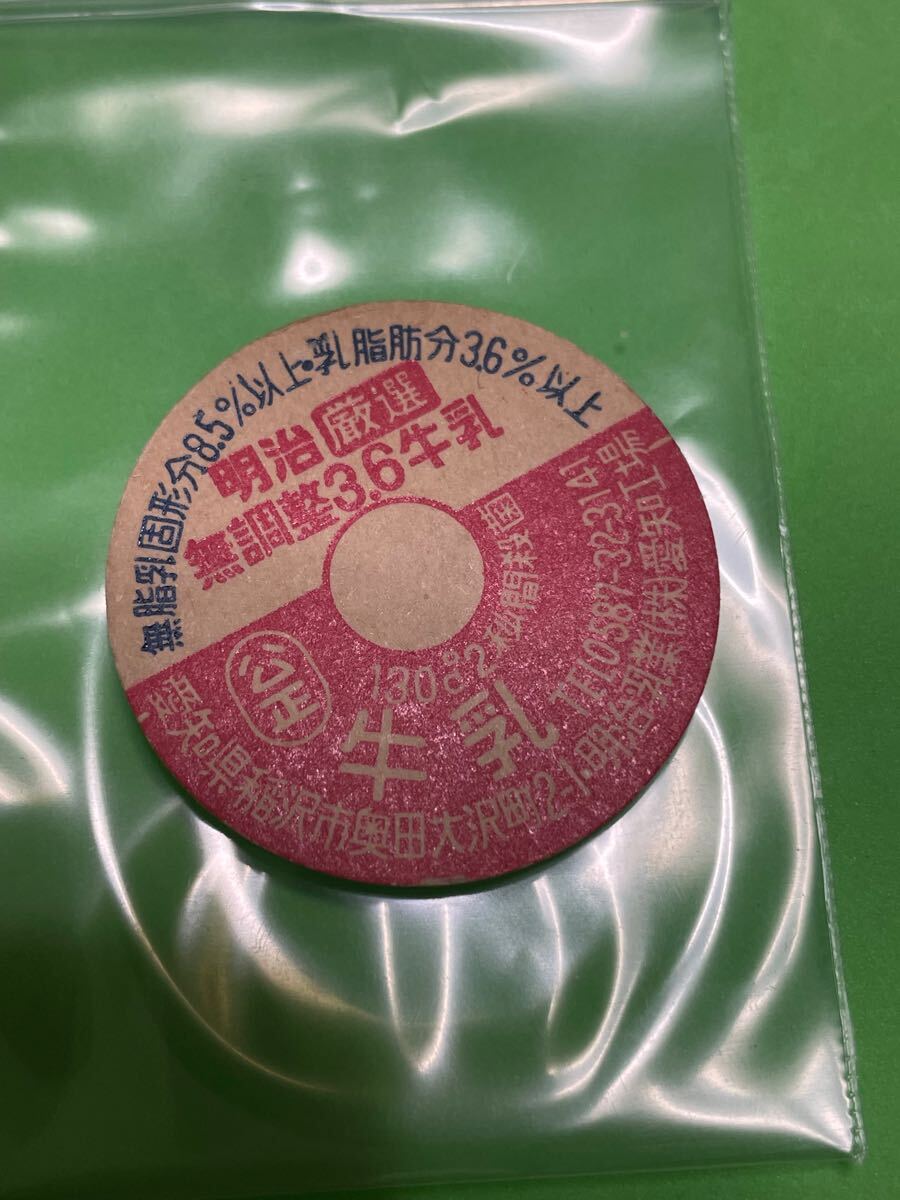 無脂乳固形分8.5%以上・乳脂肪分3.6%以上
明治 厳選
無調整3.6牛乳
130°2秒間殺菌
公正
牛乳
愛知県稲沢市奥田大沢町2-1・明治乳業(株)愛知工場
TEL0587-32-3141